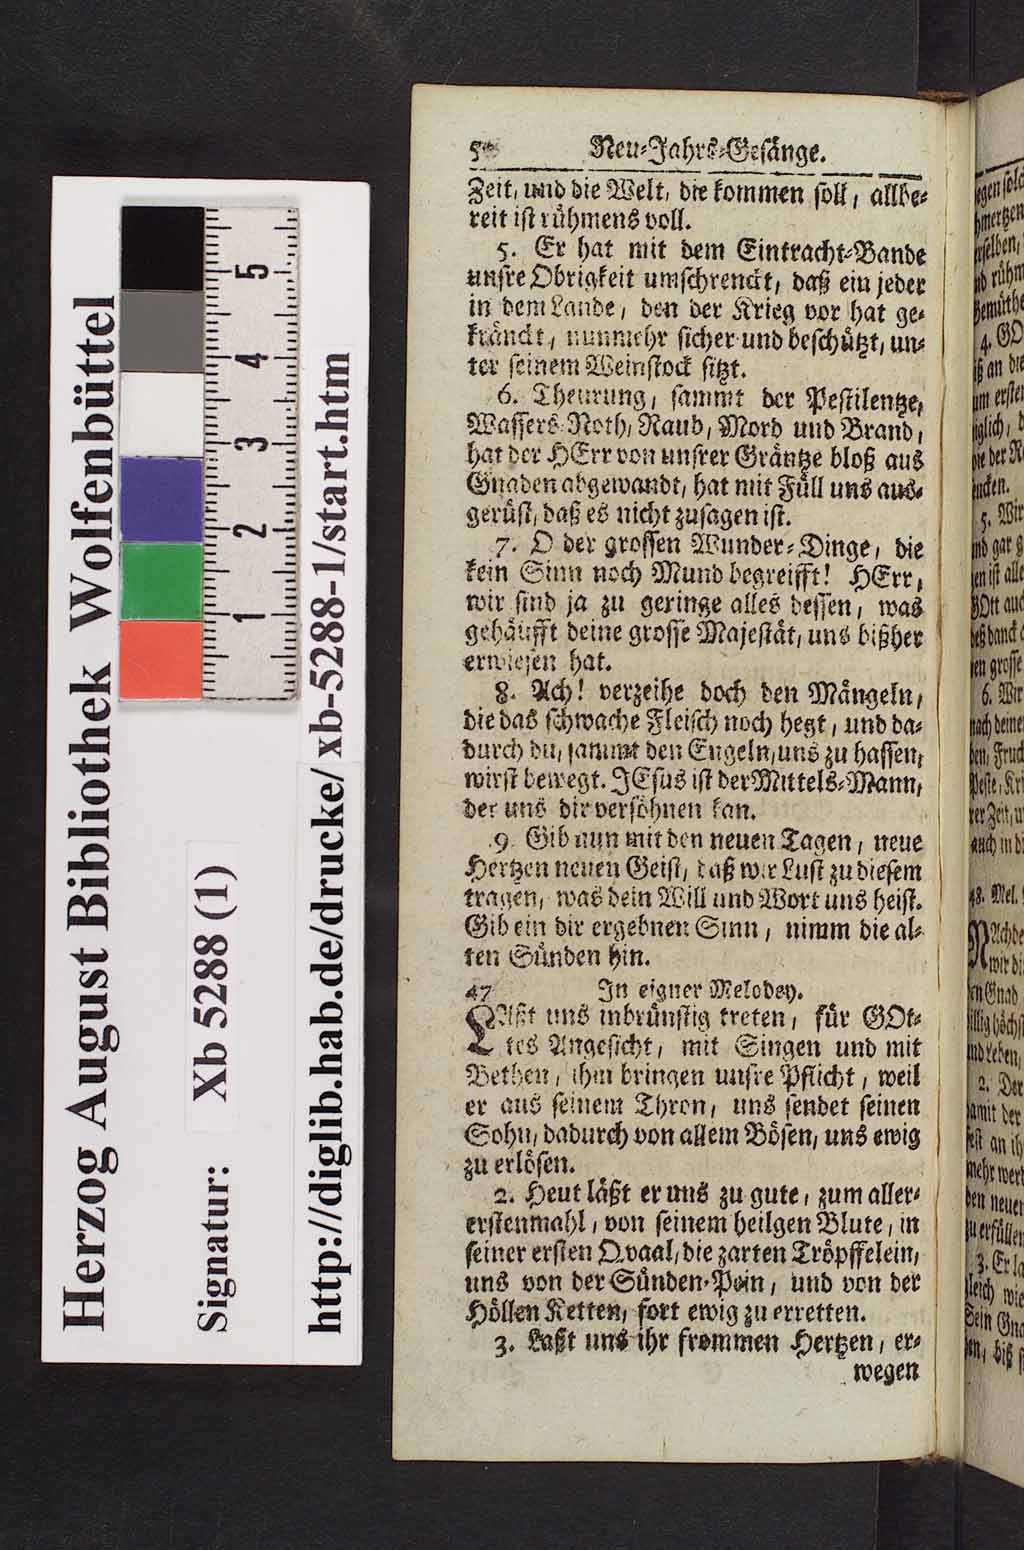 Herzog August Bibliothek Wolfenbüttel
Signatur: Xb 5288 (1)
http://diglib.hab.de/drucke/ xb-5288-1/start.htm
5
4
3
2
1
Neu-Jahrs-Gesänge.
Zeit, und die Welt, die kommen soll, allbe-
reit ist rühmens voll.
5. Er hat mit dem Eintracht-Bande
unsre Obrigkeit umschrenckt, daß ein jeder
in dem Lande, den der Krieg vor hat ge-
kränckt, nunmehr sicher und beschützt, un-
ter seinem Weinstock sitzt.
6. Theurung, sammt der Pestilentze,
Wassers-Noth, Raub, Mord und Brand,
hat der HErr von unsrer Gräntze bloß aus
Gnaden abgewandt, hat mit Füll uns aus-
gerüst, daß es nicht zusagen ist.
7. O der grossen Wunder-Dinge, die
kein Sinn noch Mund begreifft! HErr,
wir sind ja zu geringe alles dessen, was
gehäufft deine grosse Majestät, uns bißher
erwiesen hat.
8. Ach! verzeihe doch den Mängeln,
die das schwache Fleisch noch hegt, und da-
durch du, sammt den Engeln, uns zu hassen,
wirst bewegt. JEsus ist der Mittels-Mann,
der uns dir versöhnen kan.
9. Gib nun mit den neuen Tagen, neue
Hertzen neuen Geist, daß wir Lust zu diesem
tragen, was dein Will und Wort uns heist.
Gib ein dir ergebnen Sinn, nimm die al-
ten Sünden hin.
47 In eigner Melodey.
LAßt uns inbrünstig treten, für GOt-
tes Angesicht, mit Singen und mit
Bethen, ihm bringen unsre Pflicht, weil
er aus seinem Thron, uns sendet seinen
Sohn, dadurch von allem Bösen, uns ewig
zu erlösen.
2. Heut läßt er uns zu gute, zum aller-
erstenmahl, von seinem heilgen Blute, in
seiner ersten Qvaal, die zarten Tröpffelein,
uns von der Sünden-Pein, und von der
Höllen Ketten, fort ewig zu erretten.
3. Laßt uns ihr frommen Hertzen, er-
wegen